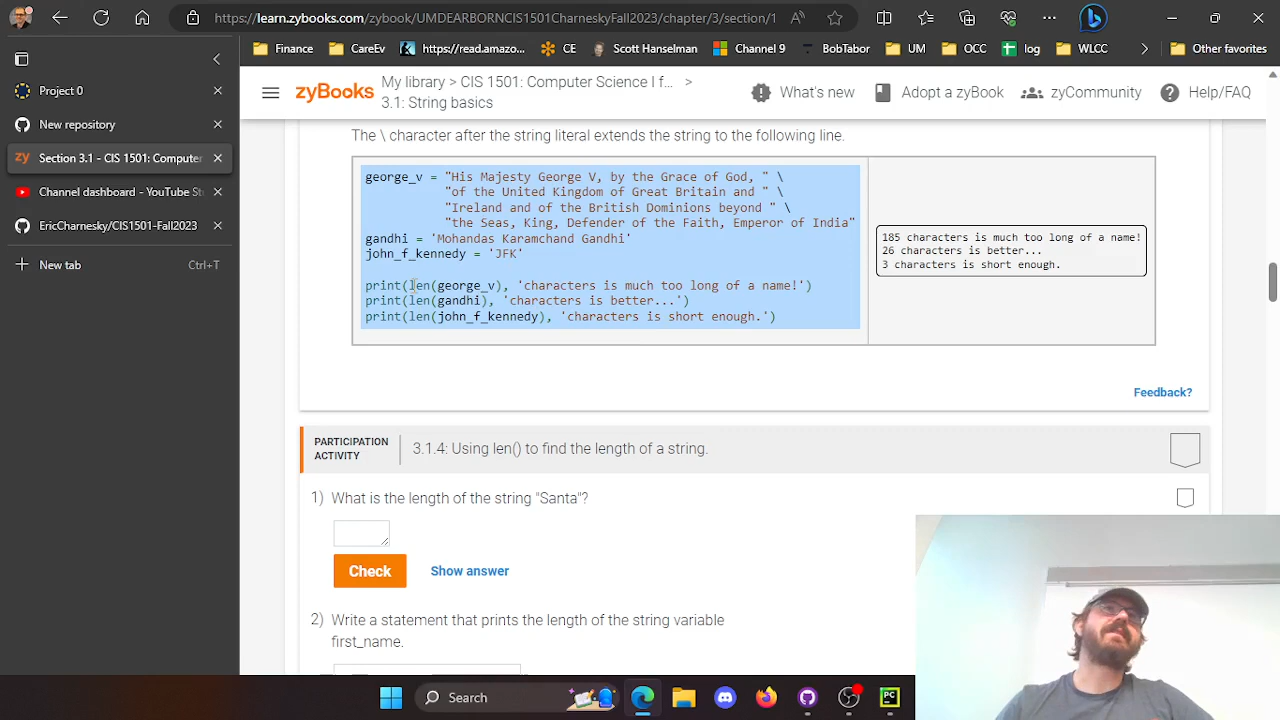 https://learn.zybooks.com/zybook/UMDEARBORNCIS1501CharneskyFall2023/chapter/3/section/1
Finance
CareEv
https://read.amazo...
CE
Scott Hanselman
Channel 9
BobTabor
UM
OCC
log
WLCC
Other favorites
Project 0
New repository
zy Section 3.1 - CIS 1501: Computer
Channel dashboard - YouTube St
EricCharnesky/CIS1501-Fall2023
New tab
Ctrl+T
zyBooks
My library > CIS 1501: Computer Science I f... >
3.1: String basics
What's new
Adopt a zyBook
zyCommunity
Help/FAQ
The \ character after the string literal extends the string to the following line.
george_v = "His Majesty George V, by the Grace of God, " \
"of the United Kingdom of Great Britain and " \
"Ireland and of the British Dominions beyond " \
"the Seas, King, Defender of the Faith, Emperor of India"
gandhi = 'Mohandas Karamchand Gandhi'
john_f_kennedy = 'JFK'
print(len(george_v), 'characters is much too long of a name!')
print(len(gandhi), 'characters is better...')
print(len(john_f_kennedy), 'characters is short enough.')
185 characters is much too long of a name!
26 characters is better...
3 characters is short enough.
Feedback?
PARTICIPATION
ACTIVITY
3.1.4: Using len() to find the length of a string.
1) What is the length of the string "Santa"?
Check
Show answer
2) Write a statement that prints the length of the string variable
first_name.
Search
PC